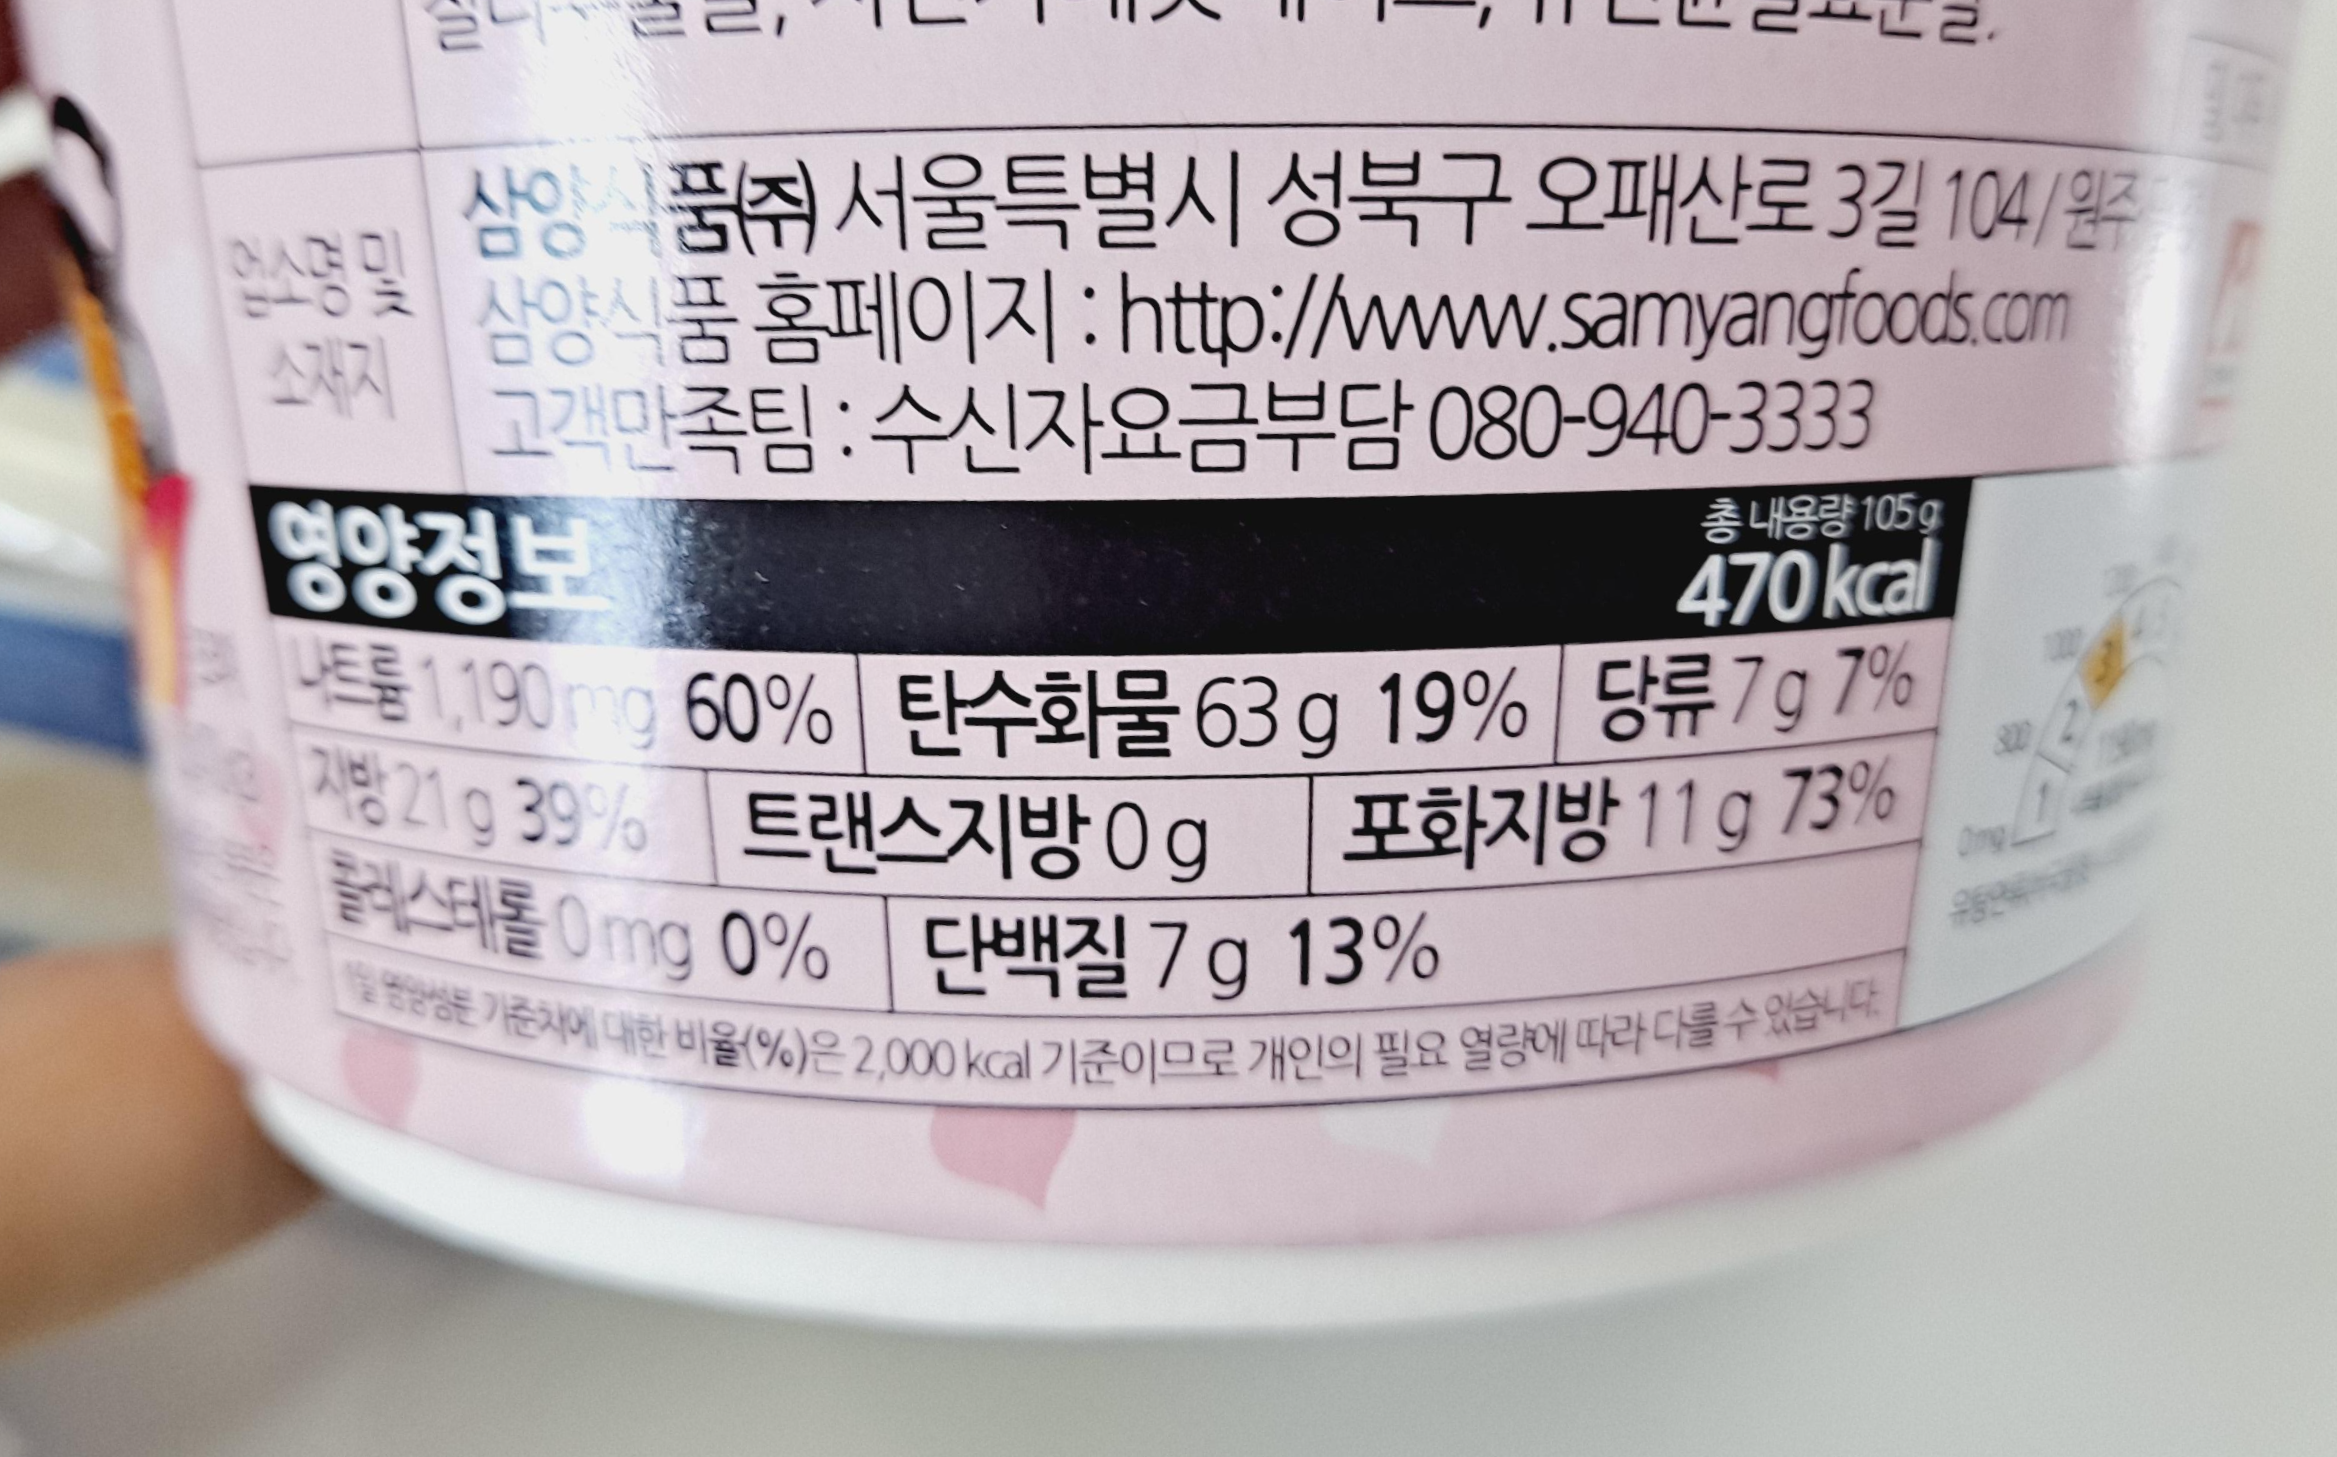 업소명 및
소재지
삼양식품㈜ 서울특별시 성북구 오패산로 3길 104 / 원주
삼양식품 홈페이지 : http://www.samyangfoods.com
고객만족팀 : 수신자요금부담 080-940-3333
영양정보
총 내용량 105 g
470 kcal
나트륨 1,190 mg 60% 탄수화물 63 g 19% 당류 7 g 7%
지방 21 g 39% 트랜스지방 0 g 포화지방 11 g 73%
콜레스테롤 0 mg 0% 단백질 7 g 13%
1일 영양성분 기준치에 대한 비율(%)은 2,000 kcal 기준이므로 개인의 필요 열량에 따라 다를 수 있습니다.
3
2
1
0mg